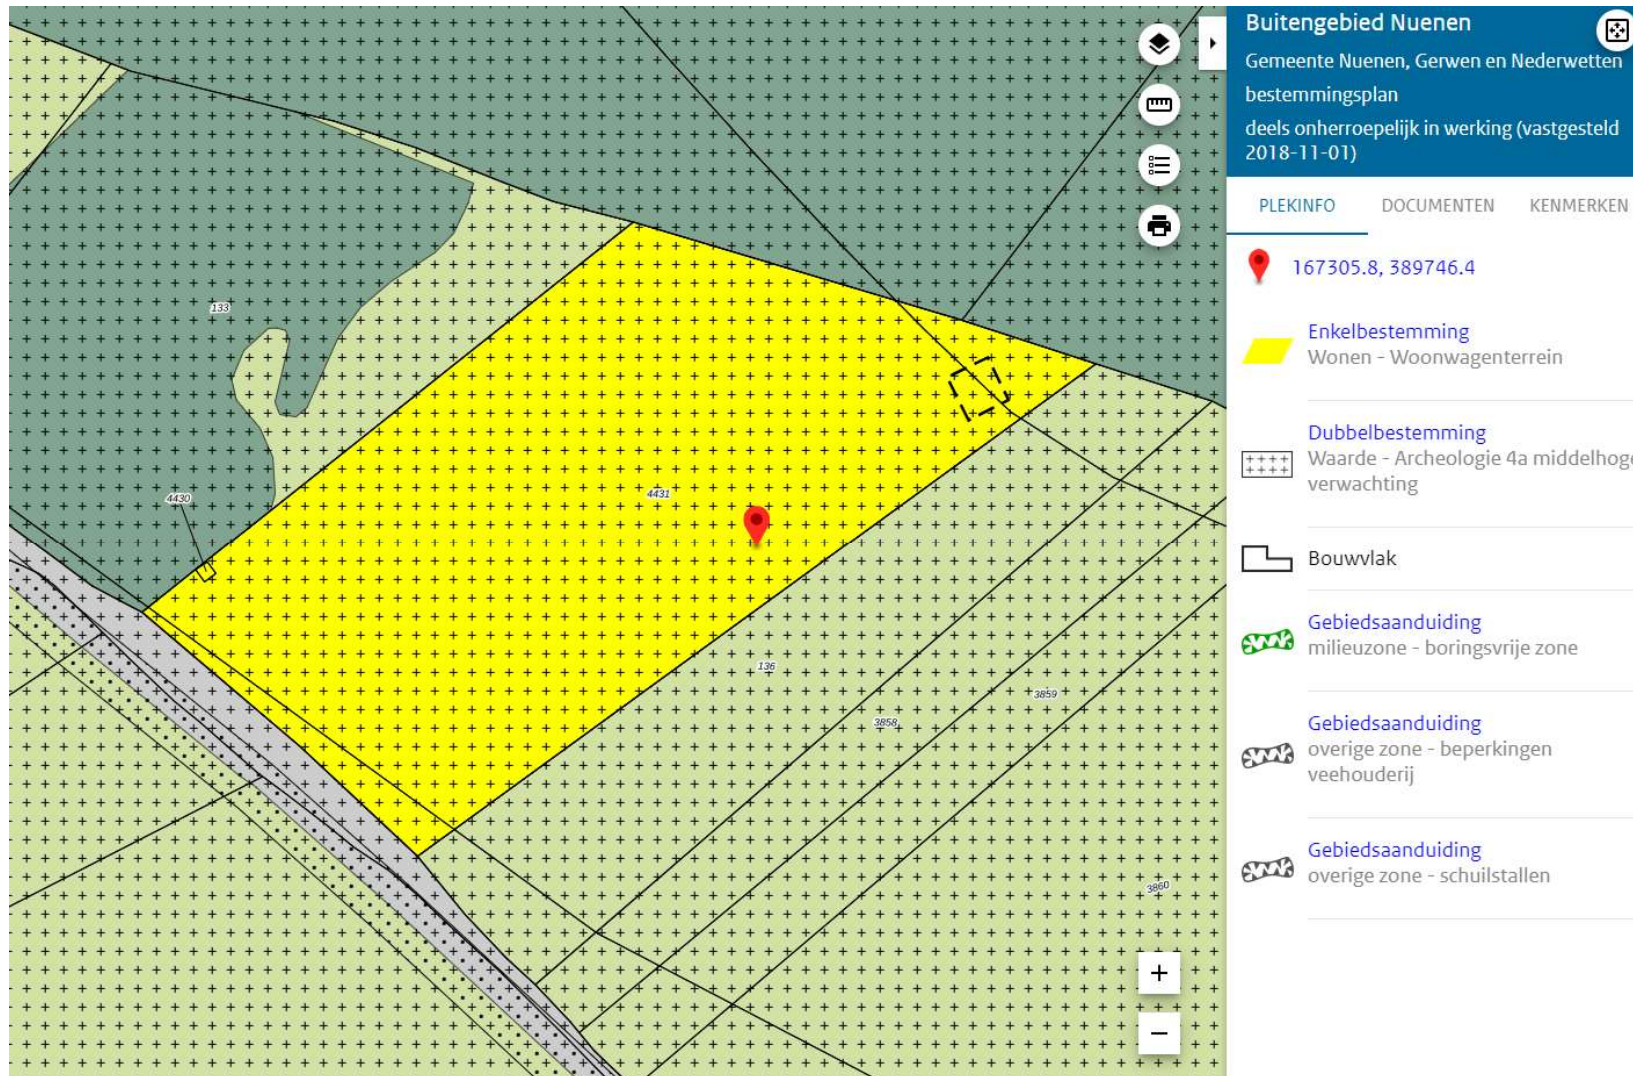 Buitengebied Nuenen
Gemeente Nuenen, Gerwen en Nederwetten
bestemmingsplan
deels onherroepelijk in werking (vastgesteld
2018-11-01)
PLEKINFO DOCUMENTEN KENMERKEN
167305.8, 389746.4
Enkelbestemming
Wonen - Woonwagenterrein
Dubbelbestemming
Waarde - Archeologie 4a middelhoge
verwachting
Bouwvlak
Gebiedsaanduiding
milieuzone - boringsvrije zone
Gebiedsaanduiding
overige zone - beperkingen
veehouderij
Gebiedsaanduiding
overige zone - schuilstallen
133
4430
4431
136
3859
3858
3860